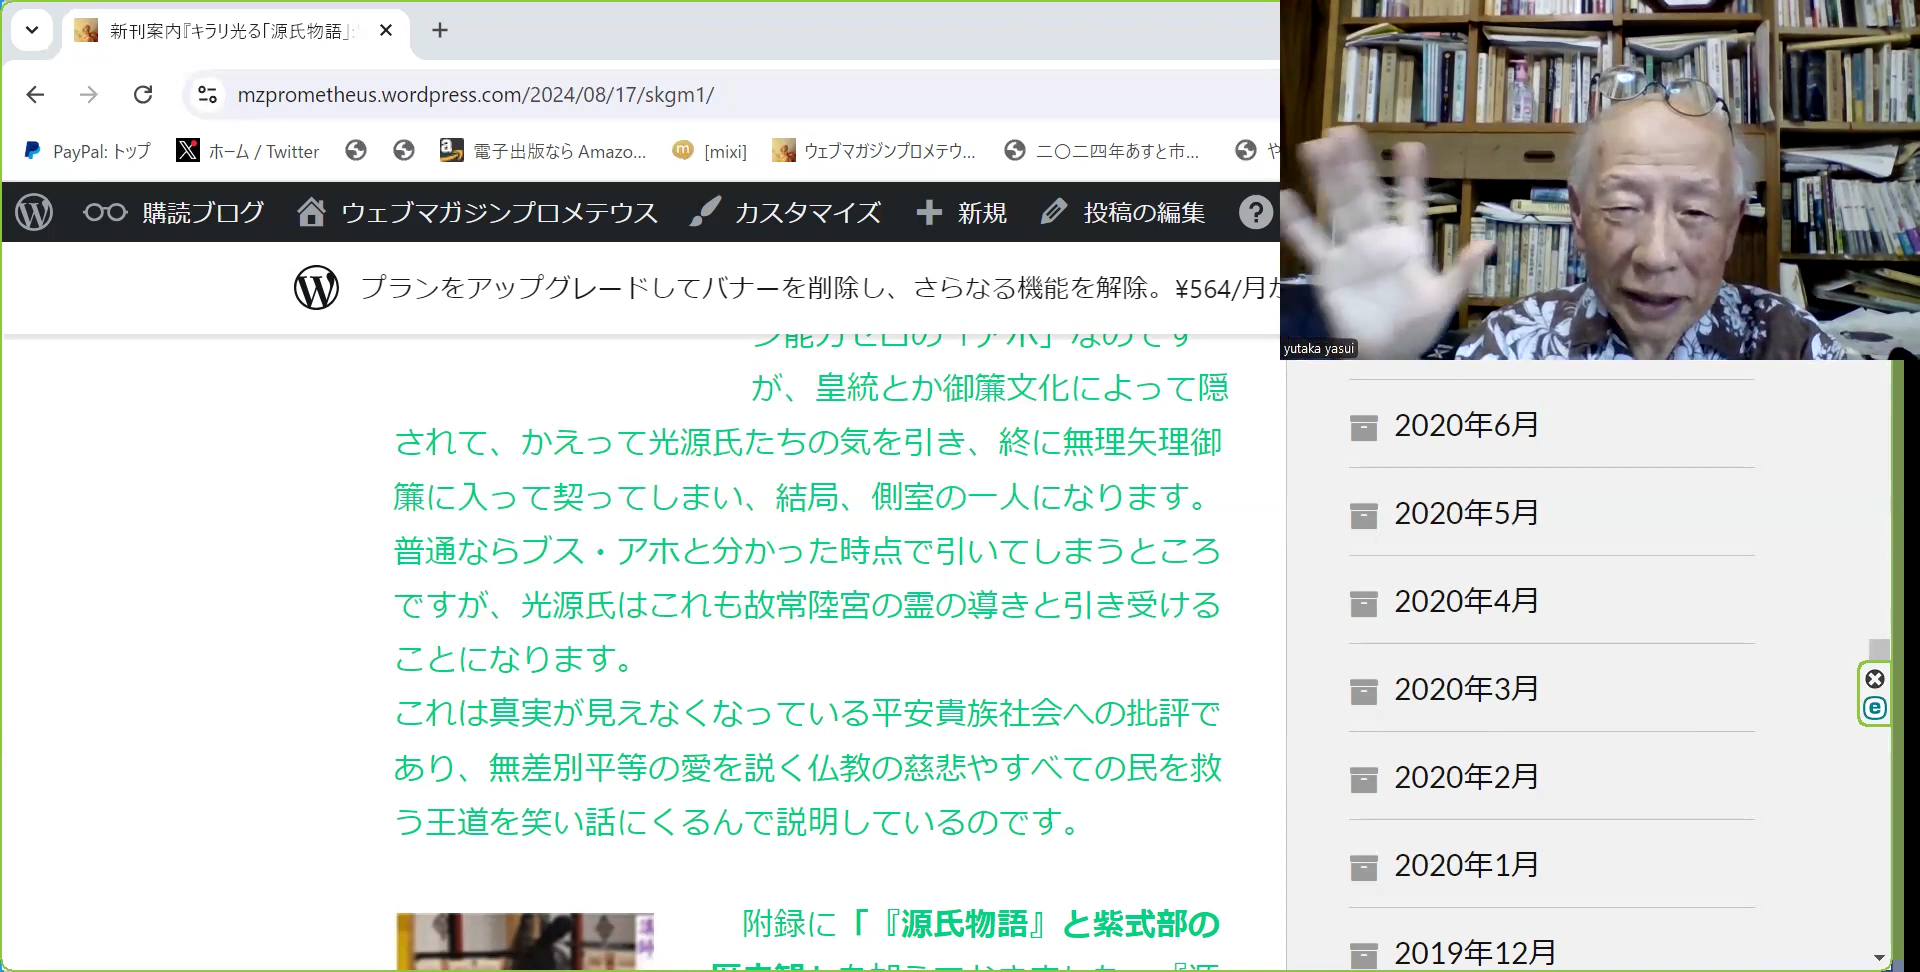 新刊案内『キラリ光る「源氏物語」
mzprometheus.wordpress.com/2024/08/17/skgm1/
PayPal: トップ
ホーム / Twitter
電子出版なら Amazo...
[mixi]
ウェブマガジンプロメテウ...
二〇二四年あすと市...
や
購読ブログ
ウェブマガジンプロメテウス
カスタマイズ
新規
投稿の編集
プランをアップグレードしてバナーを削除し、さらなる機能を解除。¥564/月か
yutaka yasui
ン能力ゼロの「アホ」なのです
が、皇統とか御簾文化によって隠
されて、かえって光源氏たちの気を引き、終に無理矢理御
簾に入って契ってしまい、結局、側室の一人になります。
普通ならブス・アホと分かった時点で引いてしまうところ
ですが、光源氏はこれも故常陸宮の霊の導きと引き受ける
ことになります。
これは真実が見えなくなっている平安貴族社会への批評で
あり、無差別平等の愛を説く仏教の慈悲やすべての民を救
う王道を笑い話にくるんで説明しているのです。
附録に「『源氏物語』と紫式部の
2020年6月
2020年5月
2020年4月
2020年3月
2020年2月
2020年1月
2019年12月